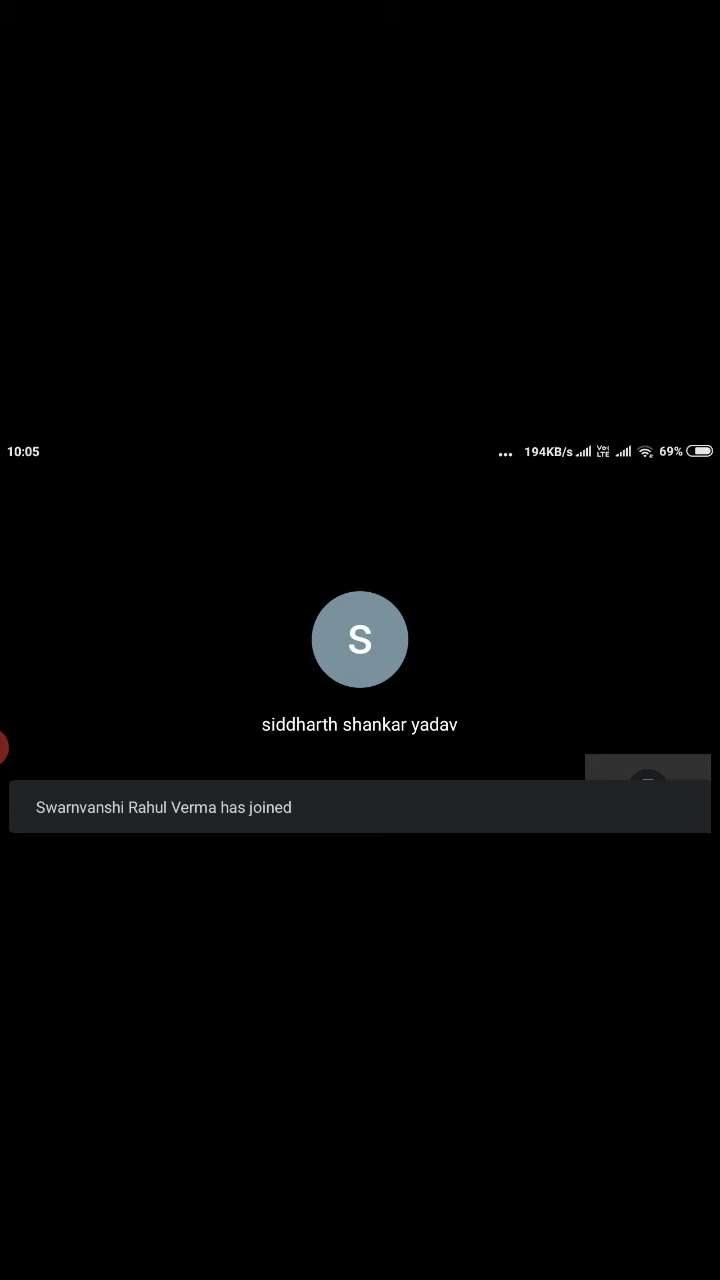 10:05 ... 194KB/s Vo) LTE 69%
S
siddharth shankar yadav
Swarnvanshi Rahul Verma has joined